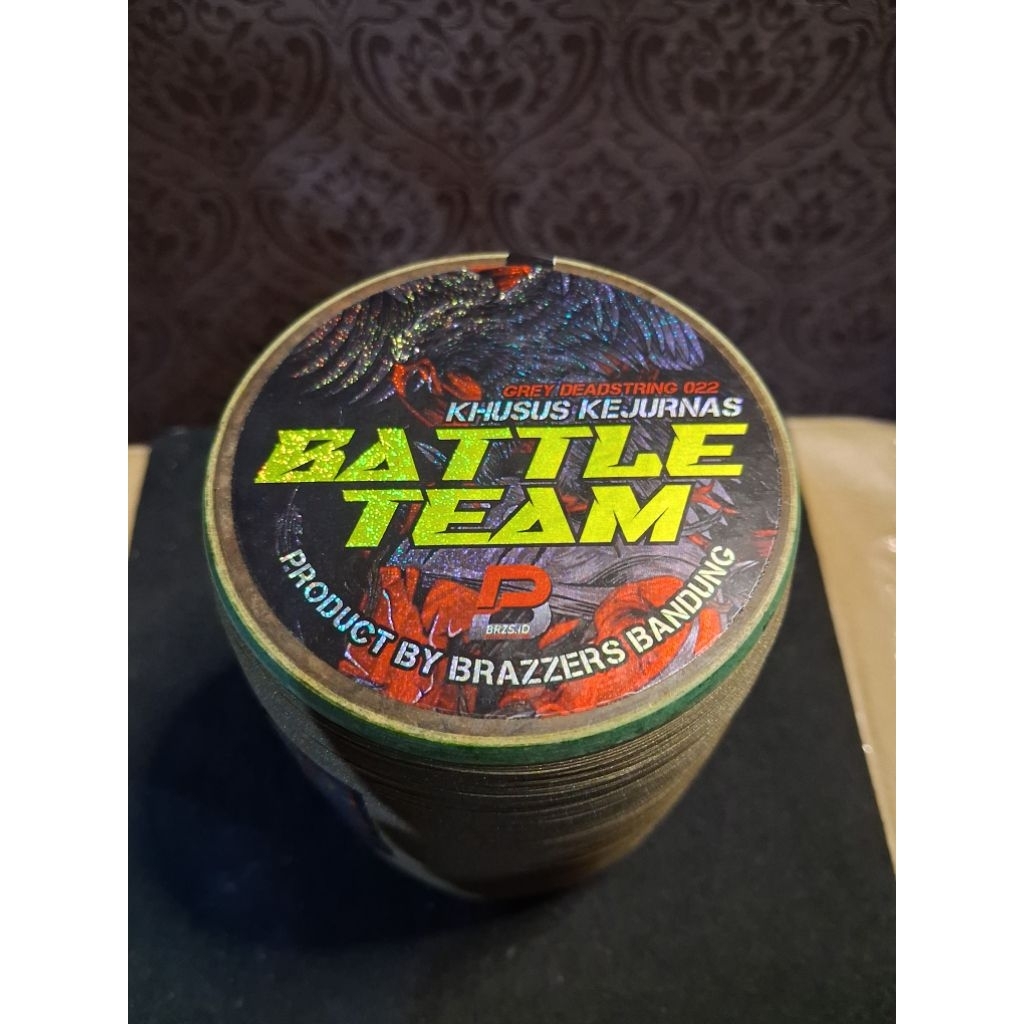 GREY DEADSTRING 022
KHUSUS KEJURNAS
BATTLE
TEAM
B
BRZS.ID
PRODUCT BY BRAZZERS BANDUNG